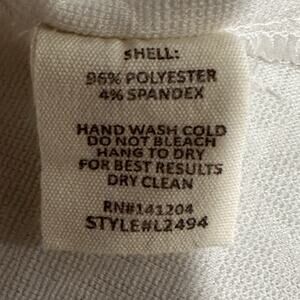 SHELL:
96% POLYESTER
4% SPANDEX
HAND WASH COLD
DO NOT BLEACH
HANG TO DRY
FOR BEST RESULTS
DRY CLEAN
RN#141204
STYLE#L2494